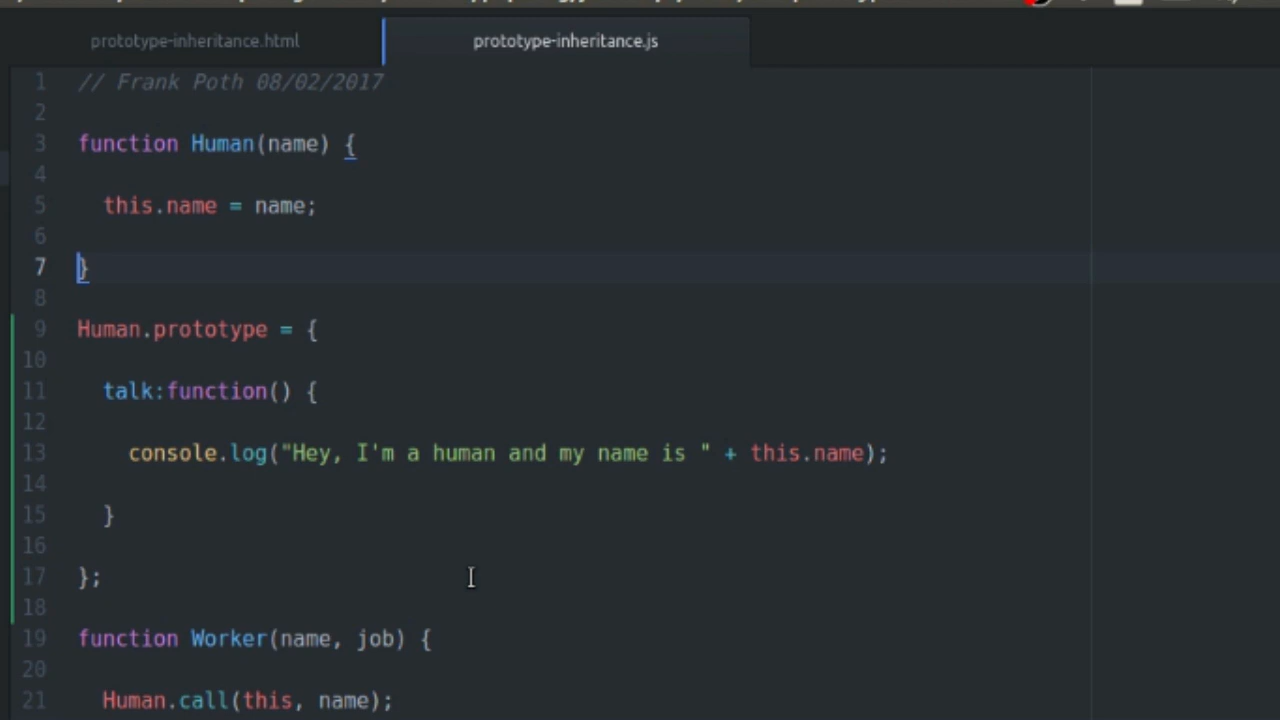 prototype-inheritance.html prototype-inheritance.js
1 // Frank Poth 08/02/2017
2
3 function Human(name) {
4
5 this.name = name;
6
7 }
8
9 Human.prototype = {
10
11 talk:function() {
12
13 console.log("Hey, I'm a human and my name is " + this.name);
14
15 }
16
17 };
18
19 function Worker(name, job) {
20
21 Human.call(this, name);